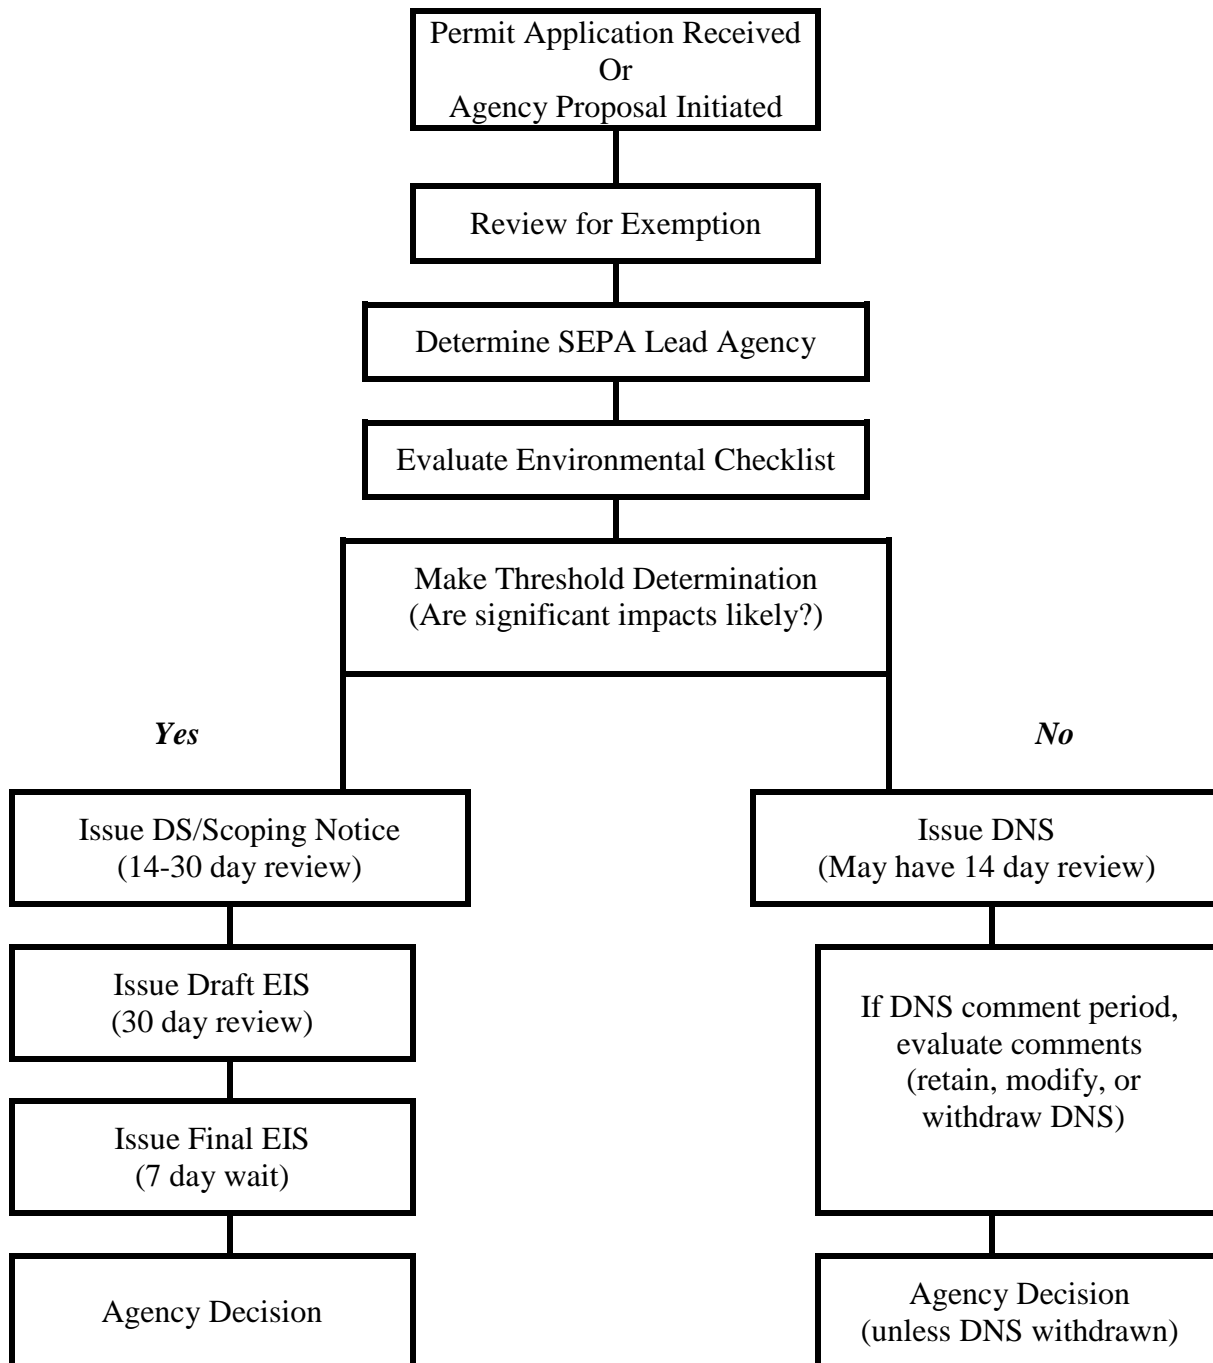 Permit Application Received
Or
Agency Proposal Initiated
Review for Exemption
Determine SEPA Lead Agency
Evaluate Environmental Checklist
Make Threshold Determination
(Are significant impacts likely?)
Yes
No
Issue DS/Scoping Notice
(14-30 day review)
Issue DNS
(May have 14 day review)
Issue Draft EIS
(30 day review)
If DNS comment period,
evaluate comments
(retain, modify, or
withdraw DNS)
Issue Final EIS
(7 day wait)
Agency Decision
Agency Decision
(unless DNS withdrawn)